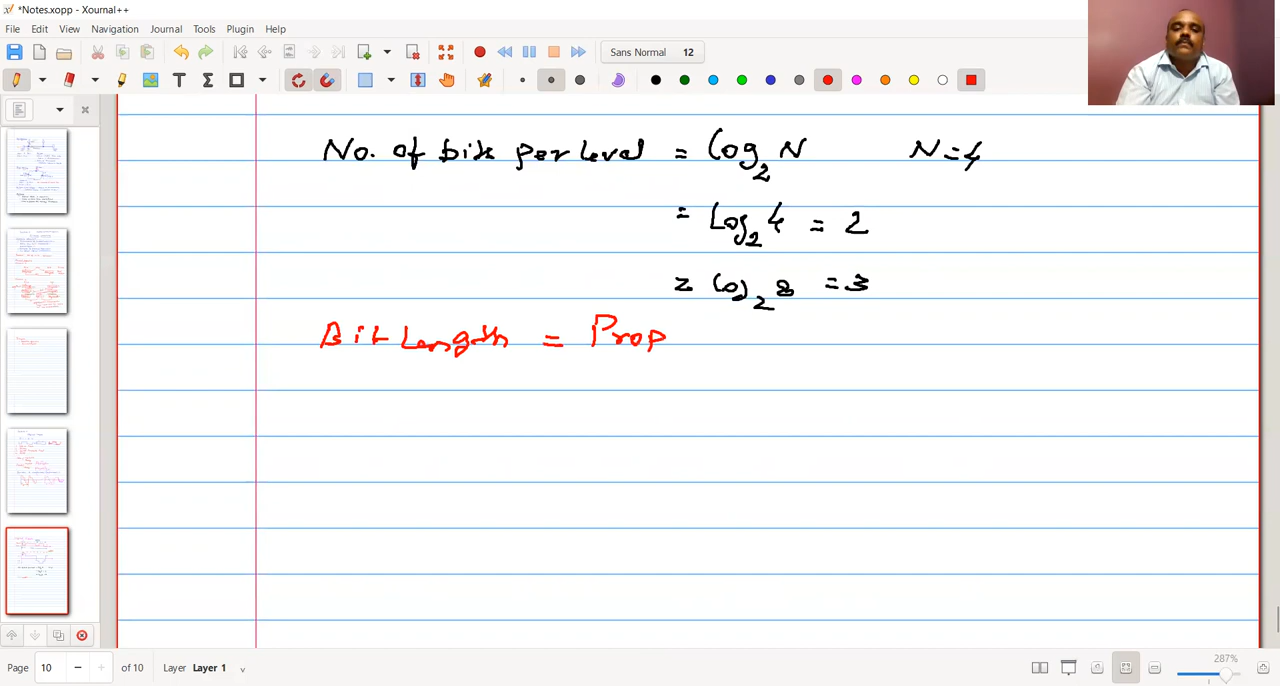 *Notes.xopp - Xournal++
File Edit View Navigation Journal Tools Plugin Help
Sans Normal 12
No. of bits per level = Log2 N N=4
= Log2 4 = 2
= Log2 8 = 3
Bit Length = Prop
Page 10 of 10 Layer Layer 1 287%